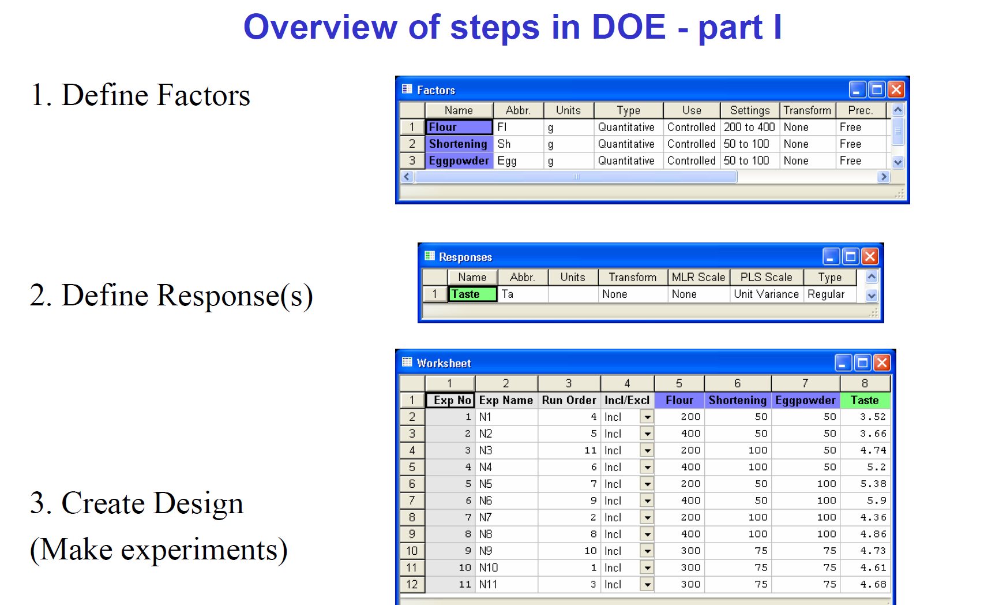 Overview of steps in DOE - part I
1. Define Factors
Factors
Name Abbr. Units Type Use Settings Transform Prec.
1 Flour Fl g Quantitative Controlled 200 to 400 None Free
2 Shortening Sh g Quantitative Controlled 50 to 100 None Free
3 Eggpowder Egg g Quantitative Controlled 50 to 100 None Free
2. Define Response(s)
Responses
Name Abbr. Units Transform MLR Scale PLS Scale Type
1 Taste Ta None None Unit Variance Regular
3. Create Design
(Make experiments)
Worksheet
1 2 3 4 5 6 7 8
1 Exp No Exp Name Run Order Incl/Excl Flour Shortening Eggpowder Taste
2 1 N1 4 Incl 200 50 50 3.52
3 2 N2 5 Incl 400 50 50 3.66
4 3 N3 11 Incl 200 100 50 4.74
5 4 N4 6 Incl 400 100 50 5.2
6 5 N5 7 Incl 200 50 100 5.38
7 6 N6 9 Incl 400 50 100 5.9
8 7 N7 2 Incl 200 100 100 4.36
9 8 N8 8 Incl 400 100 100 4.86
10 9 N9 10 Incl 300 75 75 4.73
11 10 N10 1 Incl 300 75 75 4.61
12 11 N11 3 Incl 300 75 75 4.68